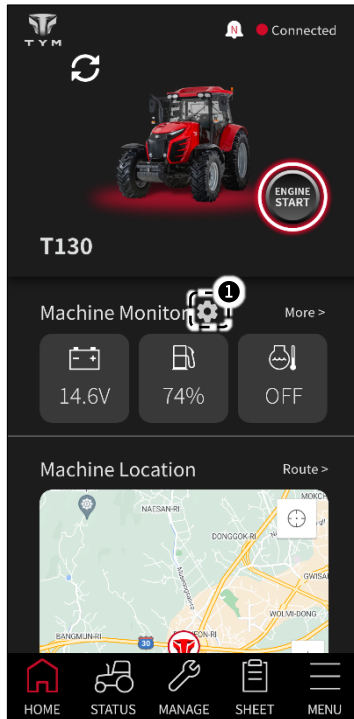 TYM
N Connected
ENGINE
START
T130
Machine Monitor 1 More >
14.6V 74% OFF
Machine Location Route >
NAESAN-RI
DONGGOK-RI
WOLMI-DONG
BANGMUN-RI
30
HOME STATUS MANAGE SHEET MENU